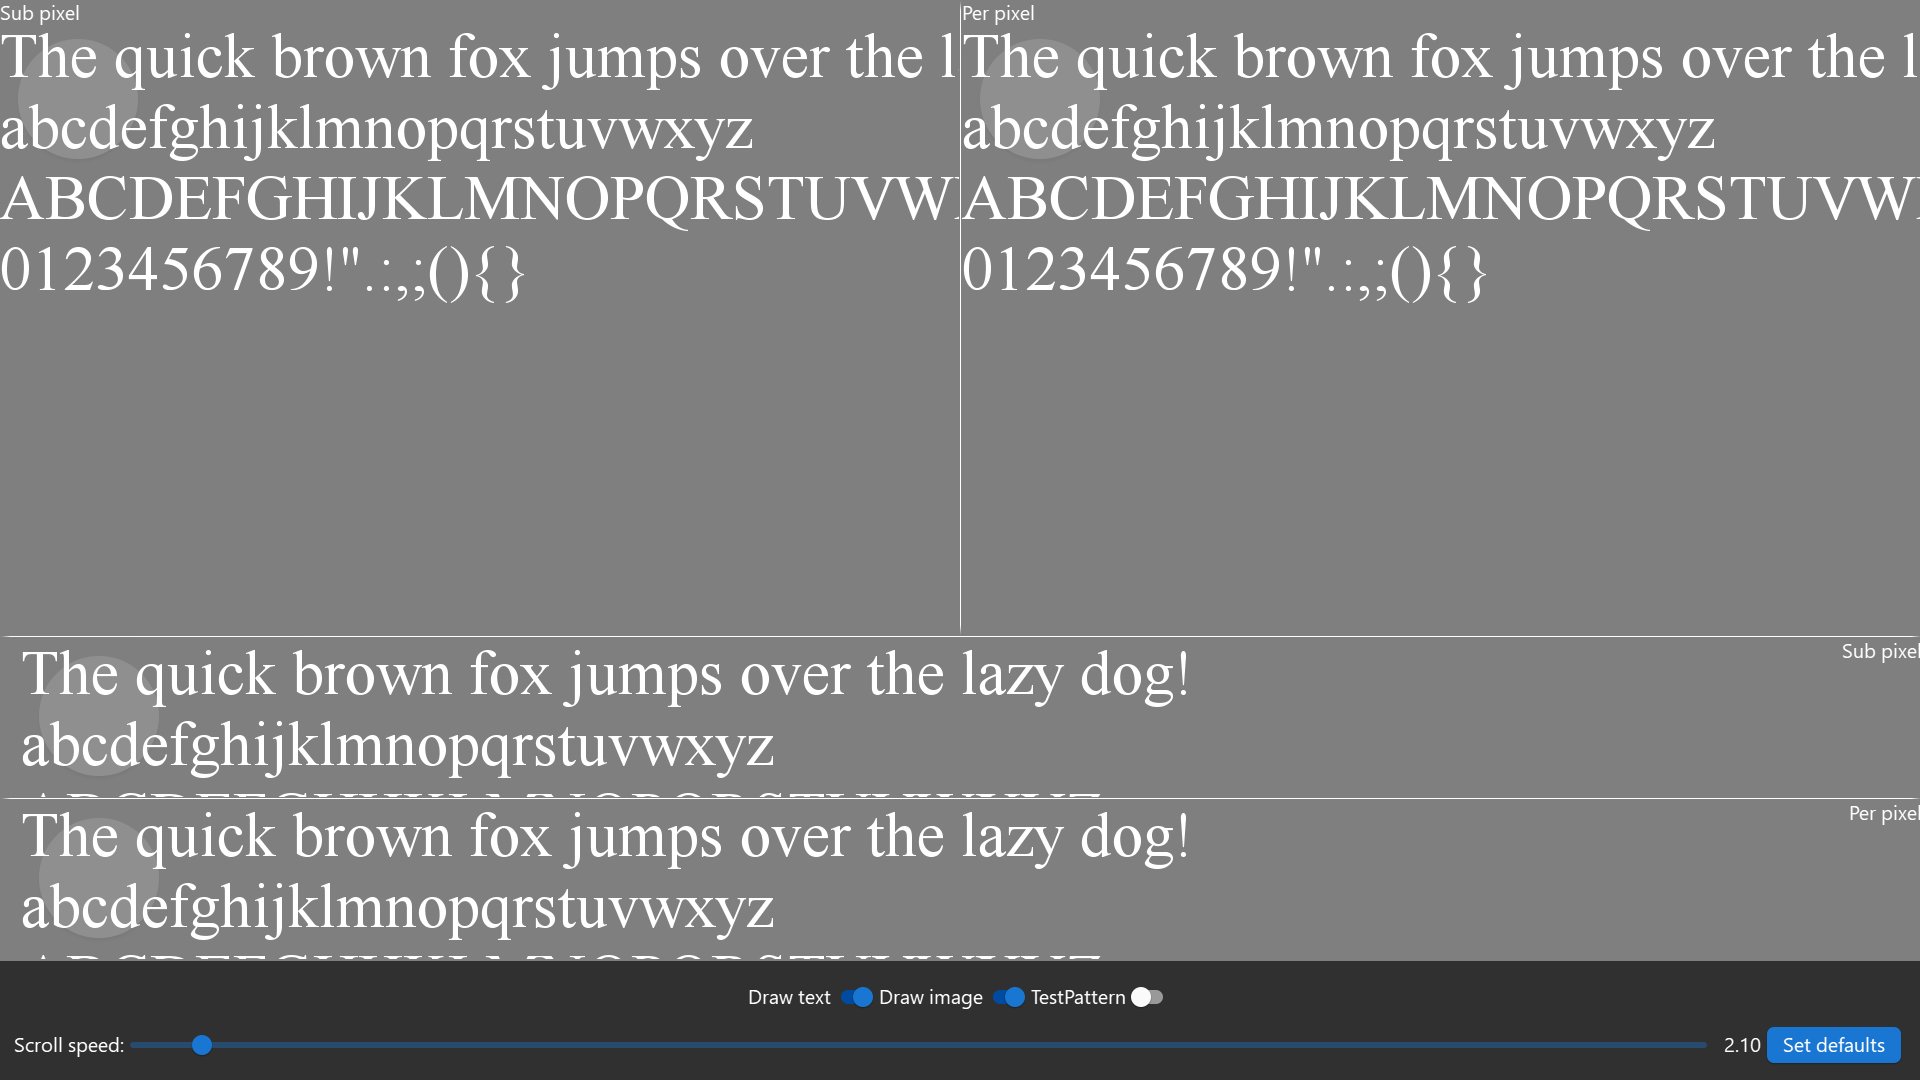 Sub pixel
The quick brown fox jumps over the l
abcdefghijklmnopqrstuvwxyz
ABCDEFGHIJKLMNOPQRSTUVW
0123456789!".:,;(){}
Per pixel
The quick brown fox jumps over the l
abcdefghijklmnopqrstuvwxyz
ABCDEFGHIJKLMNOPQRSTUVW
0123456789!".:,;(){}
Sub pixel
The quick brown fox jumps over the lazy dog!
abcdefghijklmnopqrstuvwxyz
Per pixel
The quick brown fox jumps over the lazy dog!
abcdefghijklmnopqrstuvwxyz
Draw text Draw image TestPattern
Scroll speed: 2.10 Set defaults